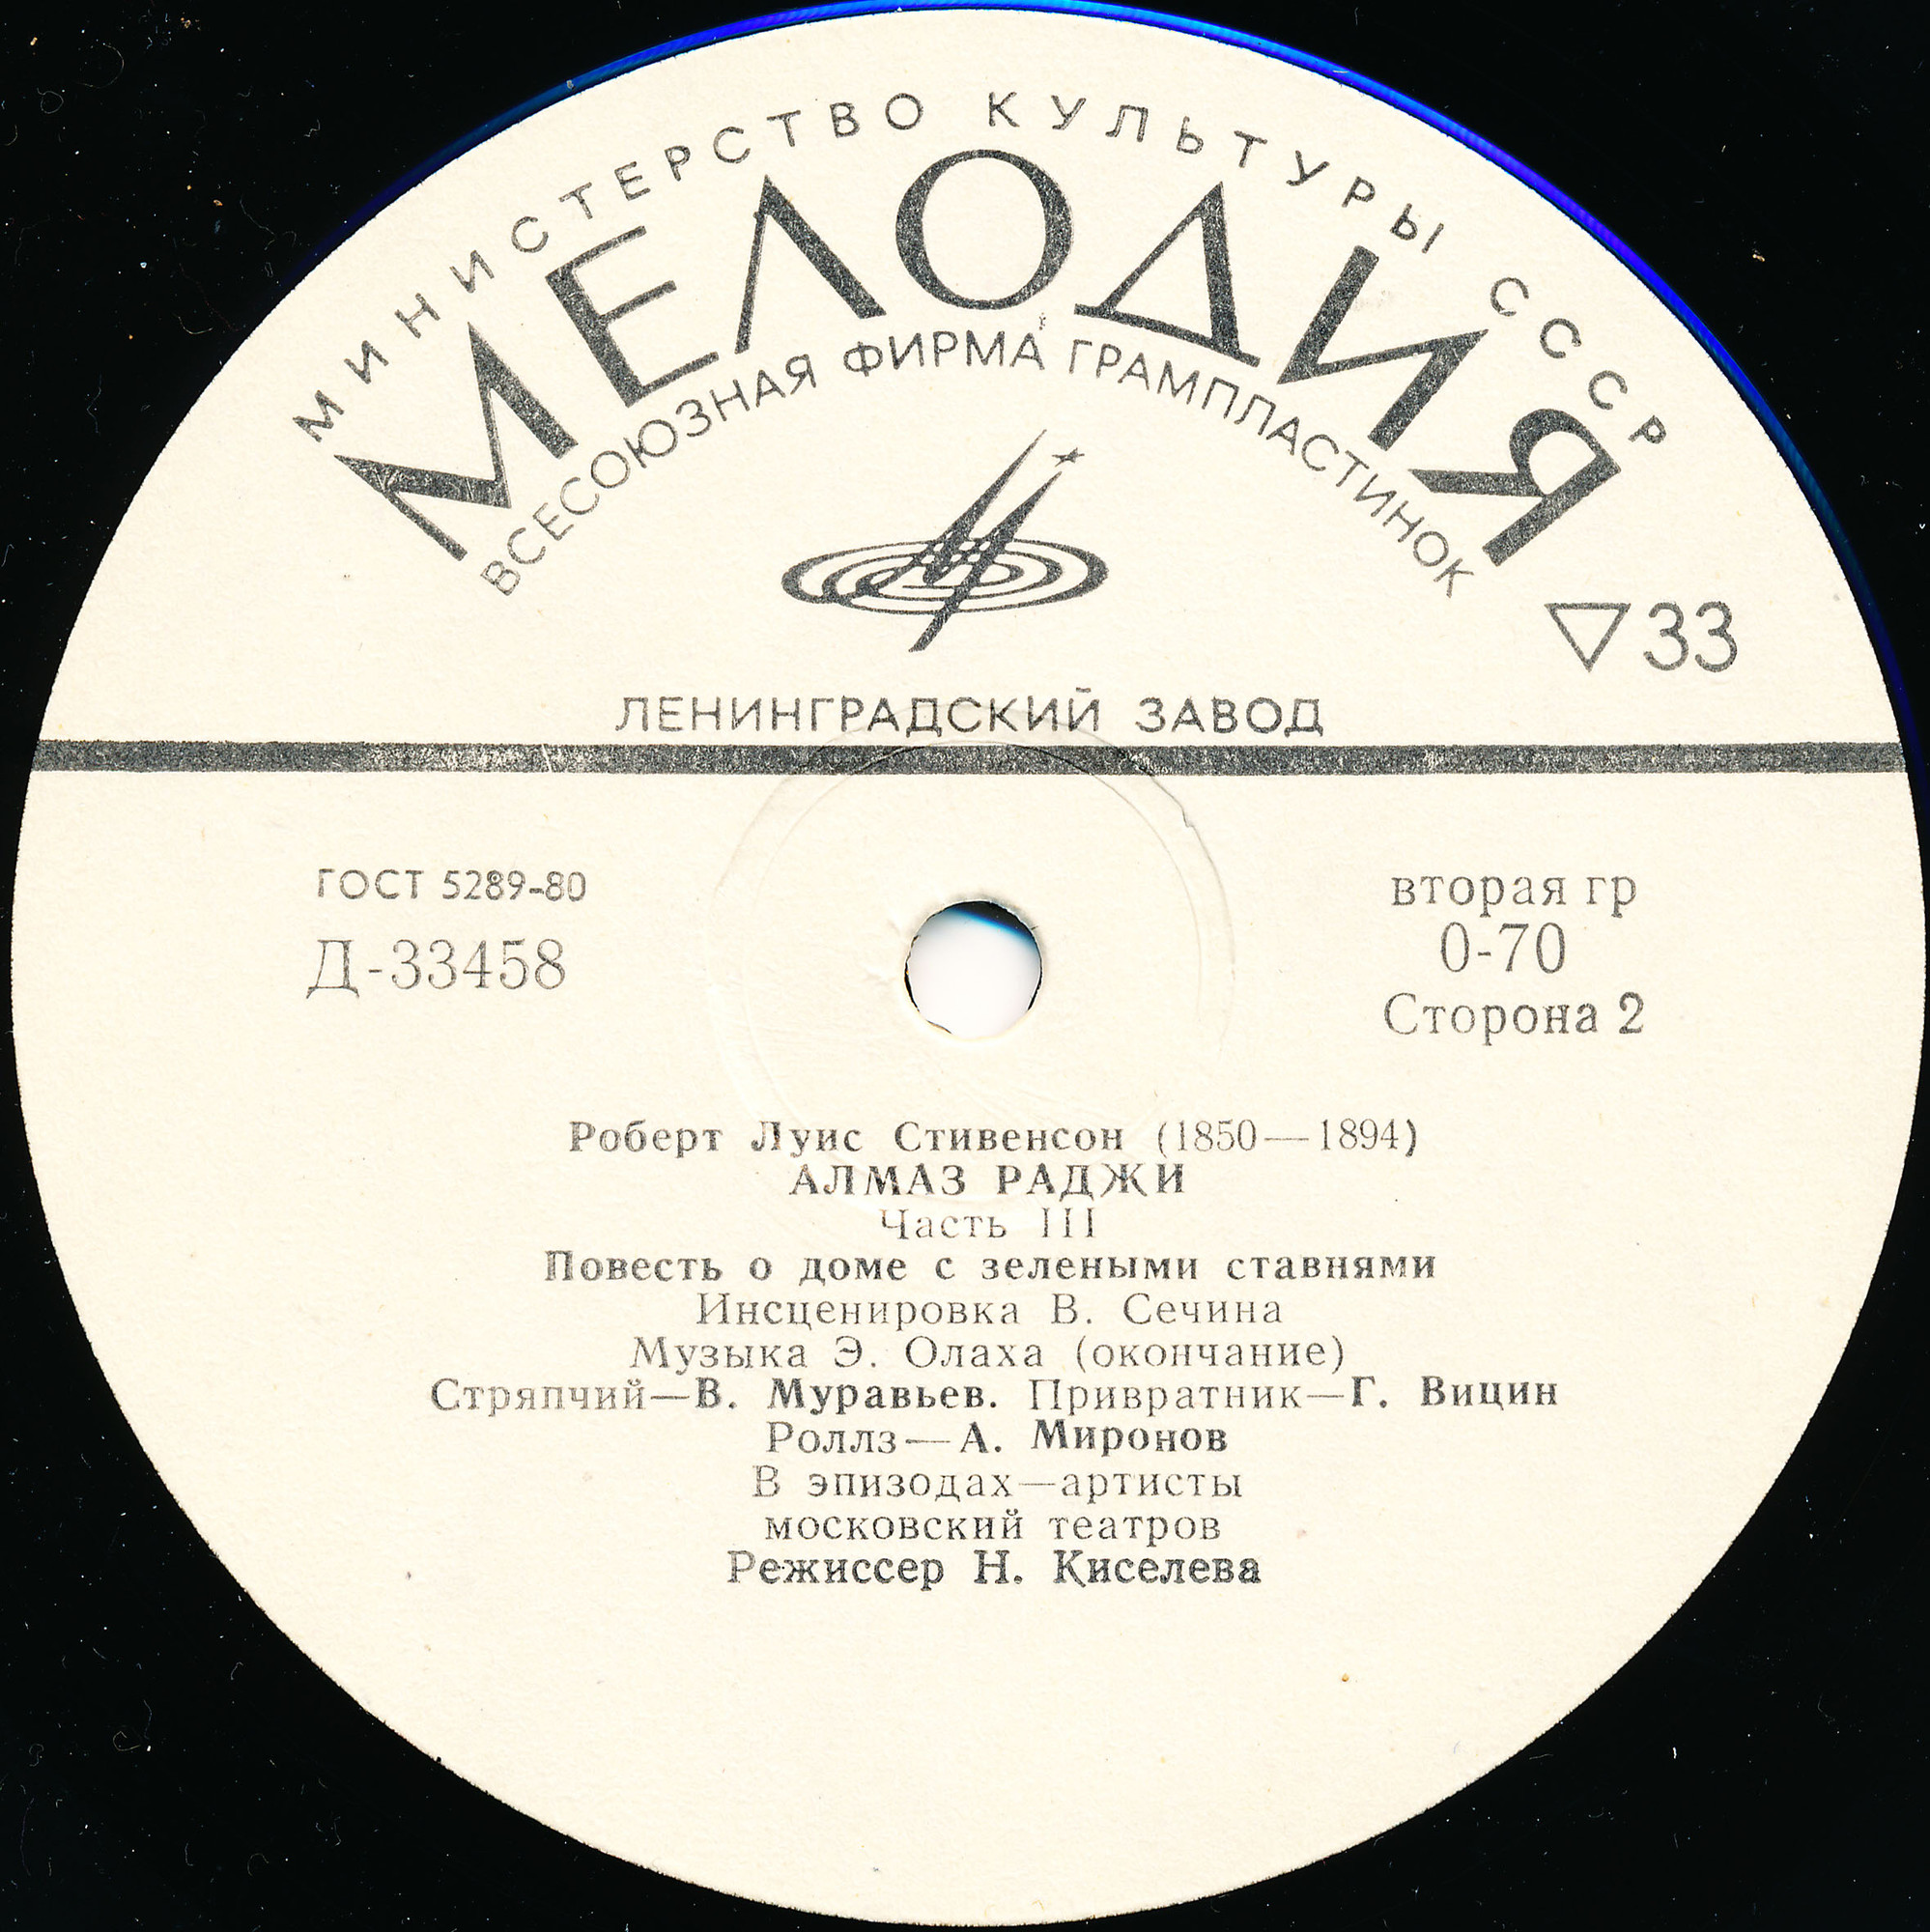 МИНИСТЕРСТВО КУЛЬТУРЫ СССР
МЕЛОДИЯ
ВСЕСОЮЗНАЯ ФИРМА ГРАМПЛАСТИНОК
33
ЛЕНИНГРАДСКИЙ ЗАВОД
ГОСТ 5289-80
Д-33458
вторая гр
0-70
Сторона 2
Роберт Луис Стивенсон (1850—1894)
АЛМАЗ РАДЖИ
Часть III
Повесть о доме с зелеными ставнями
Инсценировка В. Сечина
Музыка Э. Олаха (окончание)
Стряпчий—В. Муравьев. Привратник—Г. Вицин
Роллз—А. Миронов
В эпизодах—артисты
московский театров
Режиссер Н. Киселева